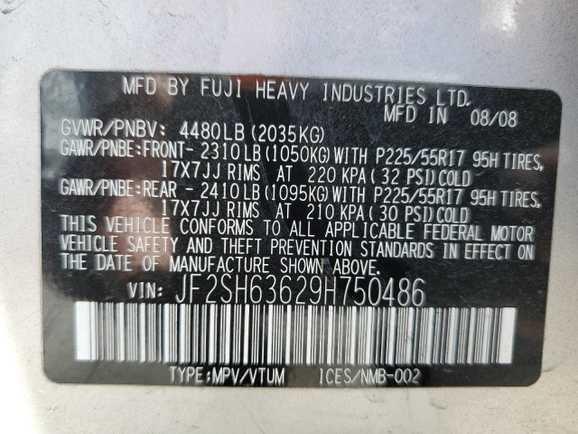 MFD BY FUJI HEAVY INDUSTRIES LTD.
MFD IN 08/08
GVWR/PNBV: 4480LB(2035KG)
GAWR/PNBE:FRONT-2310LB(1050KG)WITH P225/55R17 95H TIRES,
17X7JJ RIMS AT 220 KPA(32 PSI)COLD
GAWR/PNBE:REAR -2410LB(1095KG)WITH P225/55R17 95H TIRES,
17X7JJ RIMS AT 210 KPA(30 PSI)COLD
THIS VEHICLE CONFORMS TO ALL APPLICABLE FEDERAL MOTOR
VEHICLE SAFETY AND THEFT PREVENTION STANDARDS IN EFFECT
ON THE DATE OF MANUFACTURE SHOWN ABOVE.
VIN: JF2SH63629H750486
TYPE:MPV/VTUM ICES/NMB-002